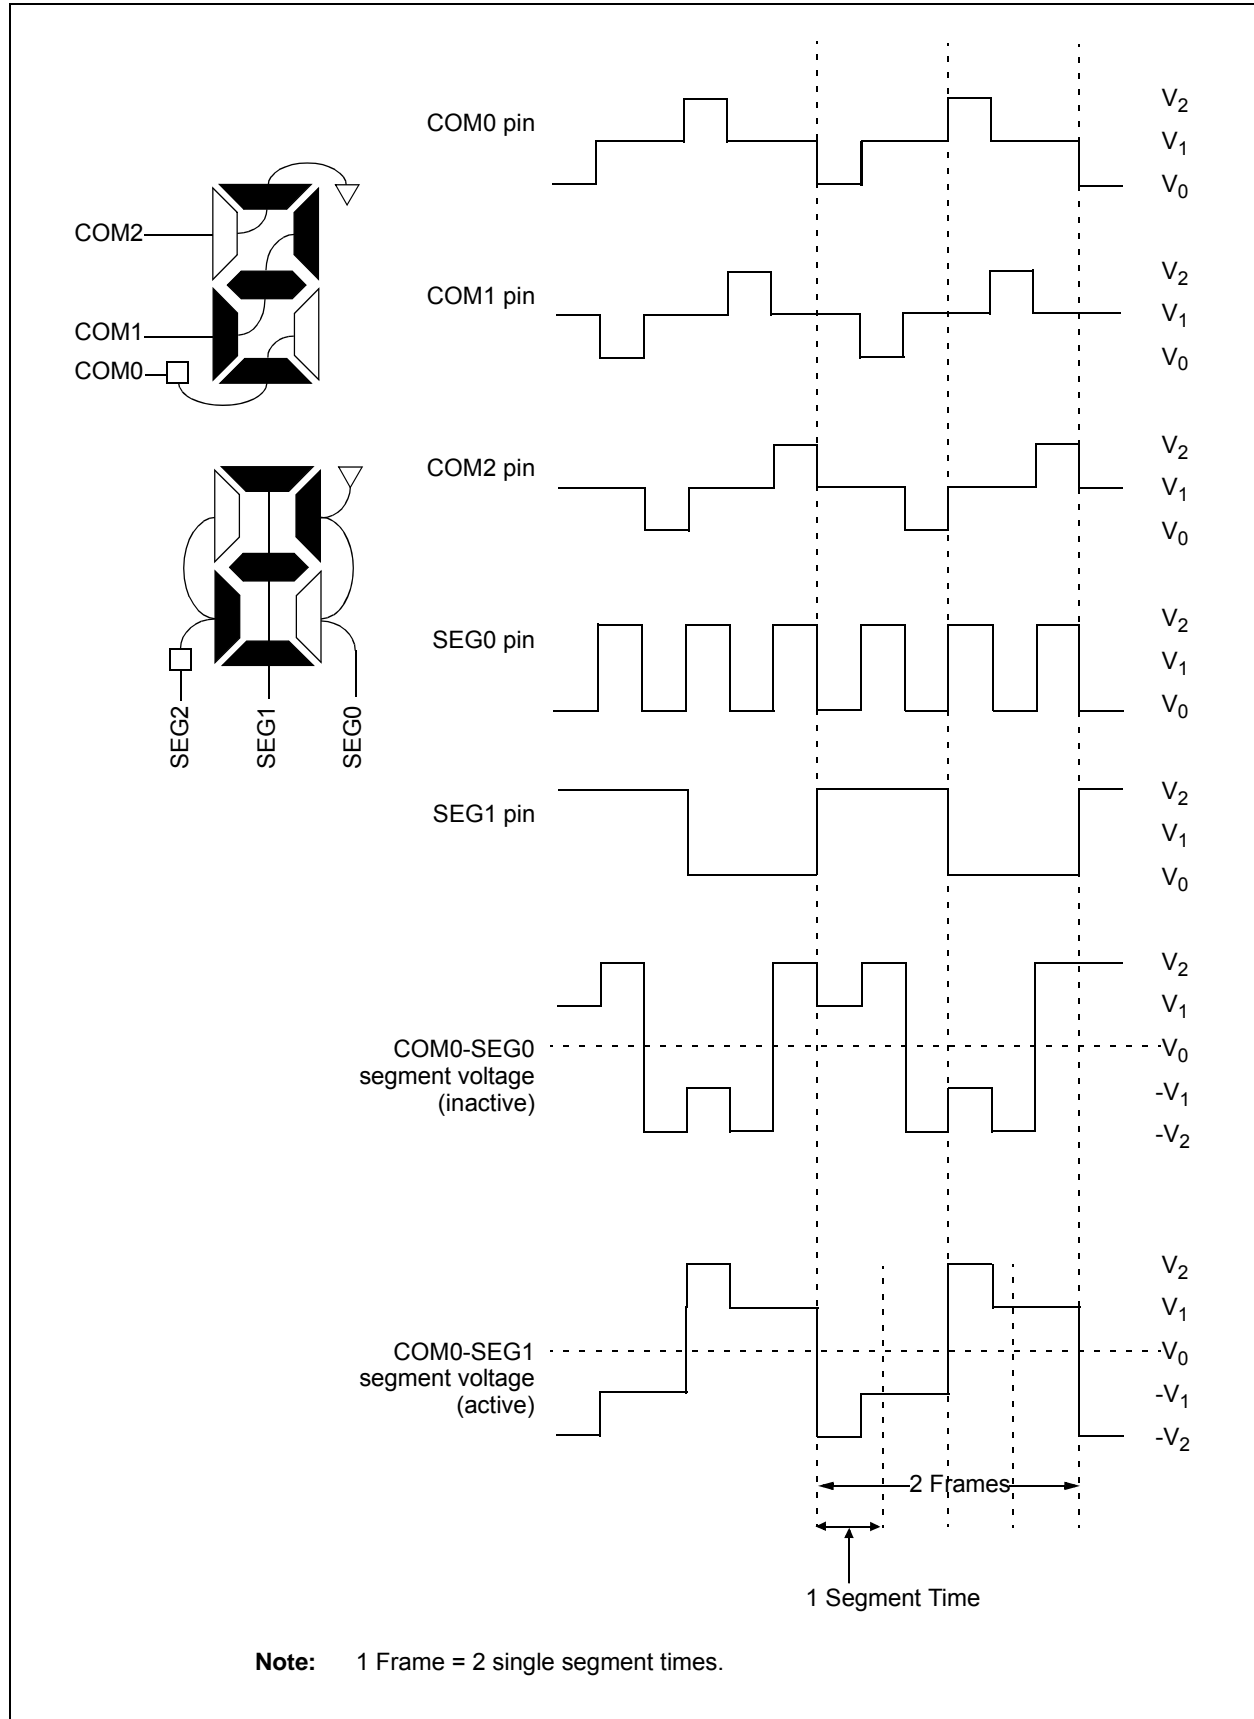 COM2
COM1
COM0
SEG2
SEG1
SEG0
COM0 pin
V2
V1
V0
COM1 pin
V2
V1
V0
COM2 pin
V2
V1
V0
SEG0 pin
V2
V1
V0
SEG1 pin
V2
V1
V0
COM0-SEG0
segment voltage
(inactive)
V2
V1
V0
-V1
-V2
COM0-SEG1
segment voltage
(active)
V2
V1
V0
-V1
-V2
2 Frames
1 Segment Time
Note: 1 Frame = 2 single segment times.